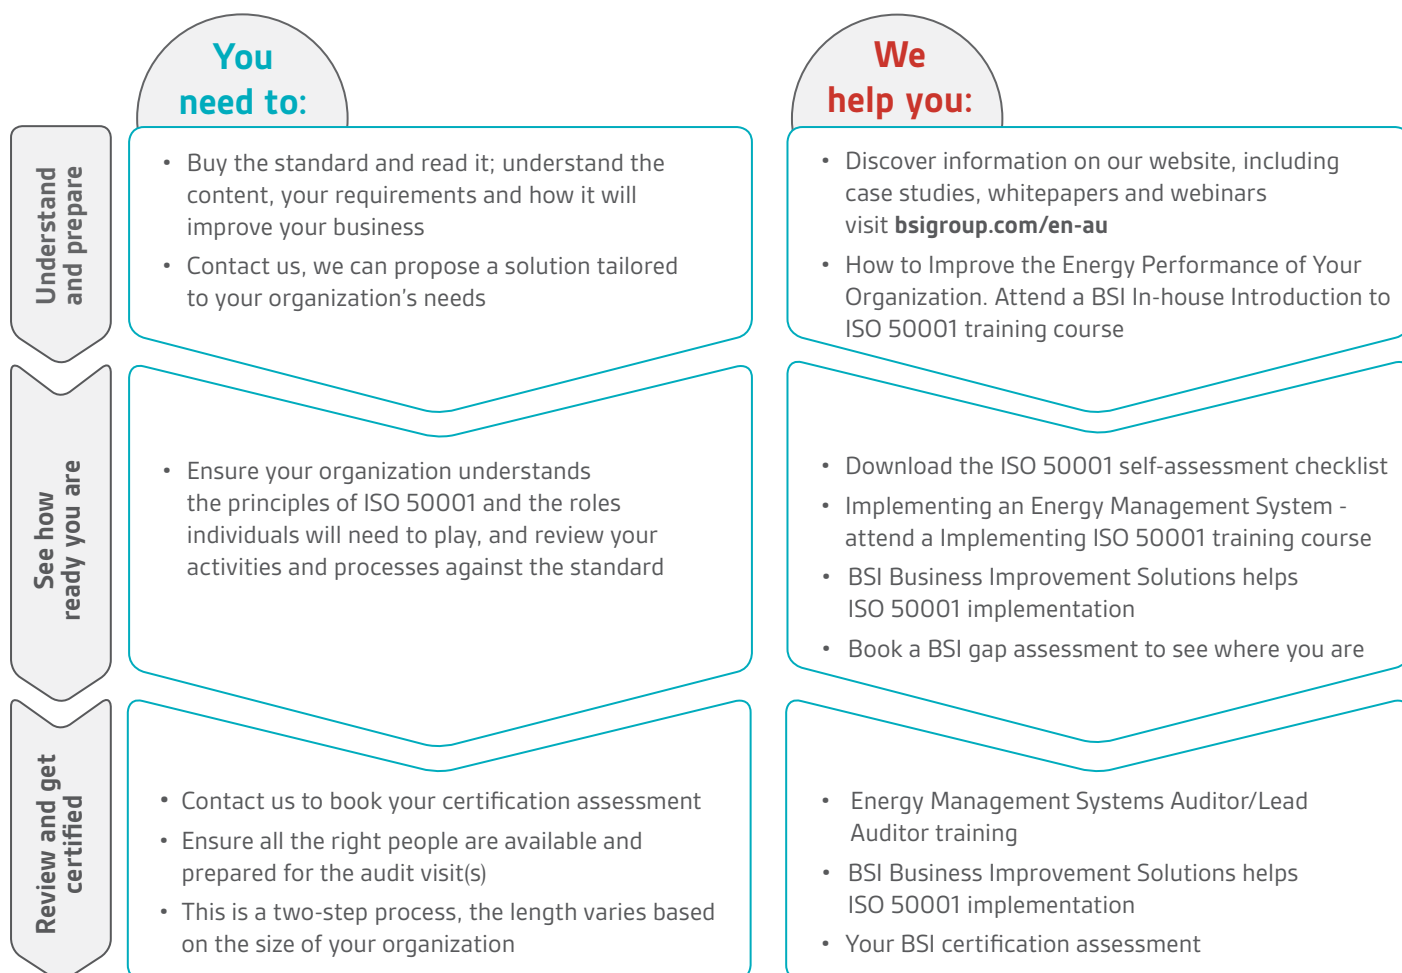 You
need to:
We
help you:
Understand
and prepare
• Buy the standard and read it; understand the
content, your requirements and how it will
improve your business
• Contact us, we can propose a solution tailored
to your organization's needs
• Discover information on our website, including
case studies, whitepapers and webinars
visit bsigroup.com/en-au
• How to Improve the Energy Performance of Your
Organization. Attend a BSI In-house Introduction to
ISO 50001 training course
See how
ready you are
• Ensure your organization understands
the principles of ISO 50001 and the roles
individuals will need to play, and review your
activities and processes against the standard
• Download the ISO 50001 self-assessment checklist
• Implementing an Energy Management System -
attend a Implementing ISO 50001 training course
• BSI Business Improvement Solutions helps
ISO 50001 implementation
• Book a BSI gap assessment to see where you are
Review and get
certified
• Contact us to book your certification assessment
• Ensure all the right people are available and
prepared for the audit visit(s)
• This is a two-step process, the length varies based
on the size of your organization
• Energy Management Systems Auditor/Lead
Auditor training
• BSI Business Improvement Solutions helps
ISO 50001 implementation
• Your BSI certification assessment